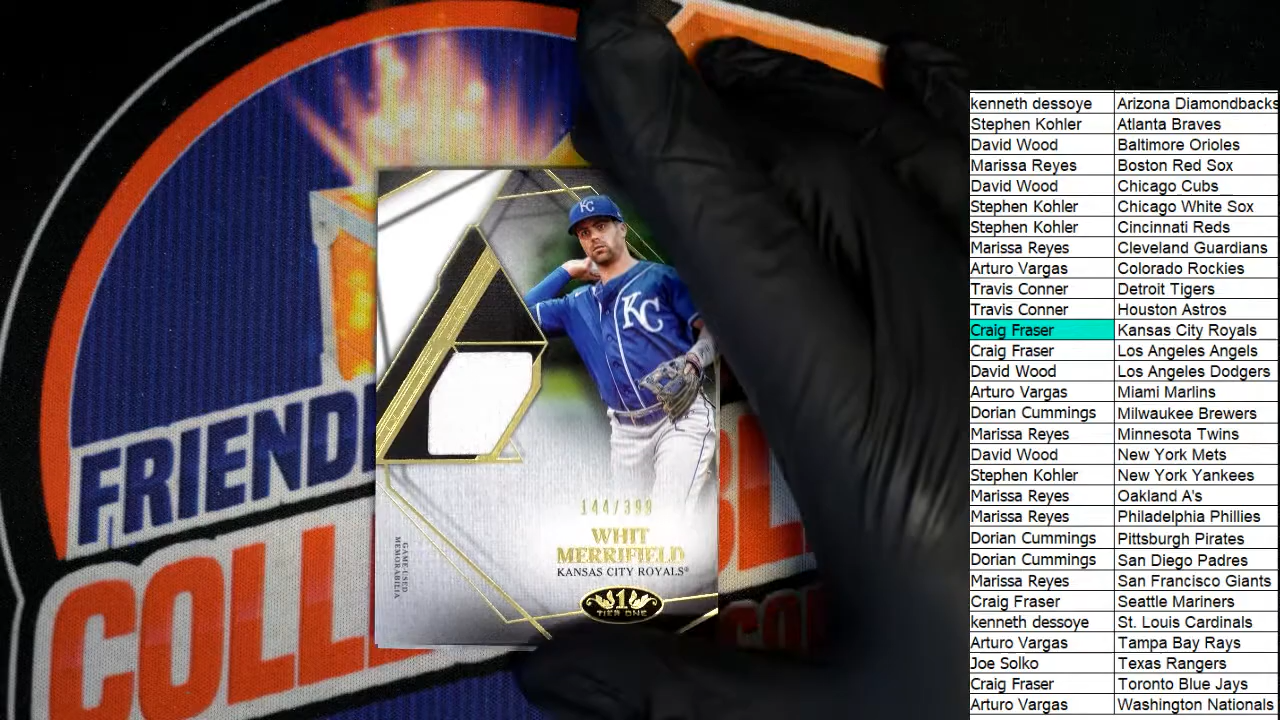 FRIEND
COLL
KC
KC
144/399
WHIT
MERRIFIELD
KANSAS CITY ROYALS®
1
TIER ONE
GAME-USED
MEMORABILIA
kenneth dessoye Arizona Diamondbacks
Stephen Kohler Atlanta Braves
David Wood Baltimore Orioles
Marissa Reyes Boston Red Sox
David Wood Chicago Cubs
Stephen Kohler Chicago White Sox
Stephen Kohler Cincinnati Reds
Marissa Reyes Cleveland Guardians
Arturo Vargas Colorado Rockies
Travis Conner Detroit Tigers
Travis Conner Houston Astros
Craig Fraser Kansas City Royals
Craig Fraser Los Angeles Angels
David Wood Los Angeles Dodgers
Arturo Vargas Miami Marlins
Dorian Cummings Milwaukee Brewers
Marissa Reyes Minnesota Twins
David Wood New York Mets
Stephen Kohler New York Yankees
Marissa Reyes Oakland A's
Marissa Reyes Philadelphia Phillies
Dorian Cummings Pittsburgh Pirates
Dorian Cummings San Diego Padres
Marissa Reyes San Francisco Giants
Craig Fraser Seattle Mariners
kenneth dessoye St. Louis Cardinals
Arturo Vargas Tampa Bay Rays
Joe Solko Texas Rangers
Craig Fraser Toronto Blue Jays
Arturo Vargas Washington Nationals